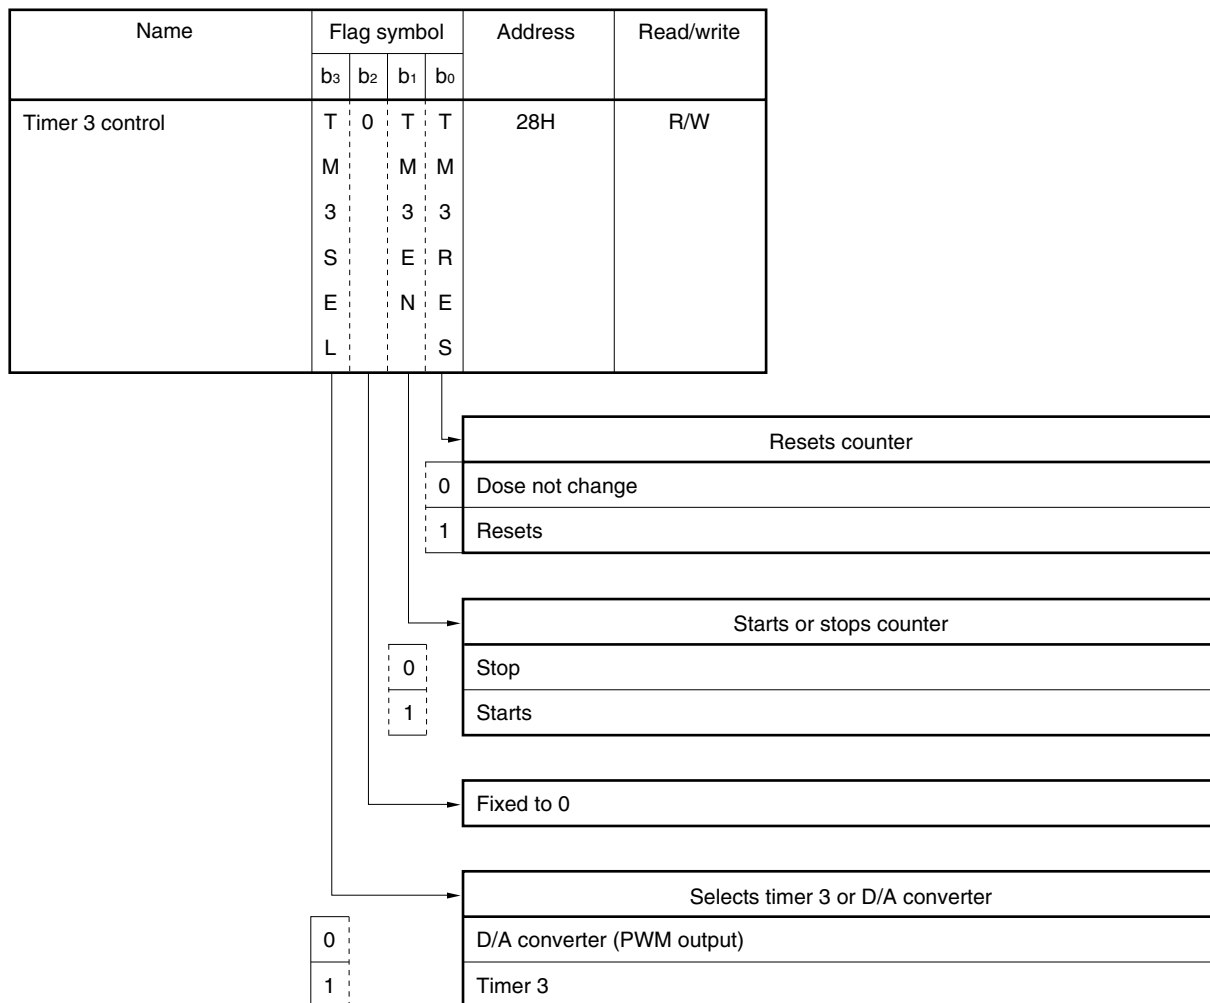 Name Flag symbol Address Read/write
b3 b2 b1 b0
Timer 3 control T 0 T T 28H R/W
M M M
3 3 3
S E R
E N E
L S
Resets counter
0 Dose not change
1 Resets
Starts or stops counter
0 Stop
1 Starts
Fixed to 0
Selects timer 3 or D/A converter
0 D/A converter (PWM output)
1 Timer 3